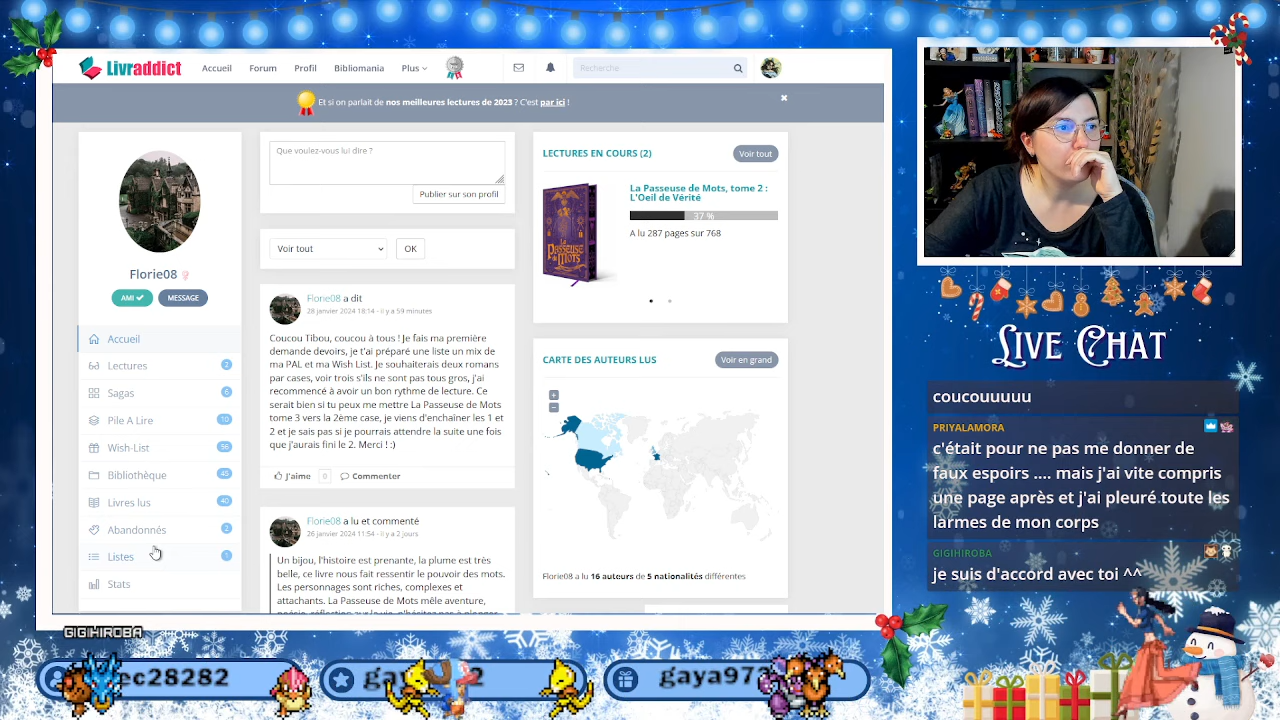 Livraddict
Accueil
Forum
Profil
Bibliomania
Plus
Recherche
Et si on parlait de nos meilleures lectures de 2023 ? C'est par ici !
Florie08
AMI
MESSAGE
Accueil
Lectures 2
Sagas 6
Pile A Lire 10
Wish-List 56
Bibliothèque 45
Livres lus 40
Abandonnés 2
Listes 1
Stats
Que voulez-vous lui dire ?
Publier sur son profil
Voir tout
OK
Florie08 a dit
28 janvier 2024 18:14 - il y a 59 minutes
Coucou Tibou, coucou à tous ! Je fais ma première
demande devoirs, je t'ai préparé une liste un mix de
ma PAL et ma Wish List. Je souhaiterais deux romans
par cases, voir trois s'ils ne sont pas tous gros, j'ai
recommencé à avoir un bon rythme de lecture. Ce
serait bien si tu peux me mettre La Passeuse de Mots
tome 3 vers la 2ème case, je viens d'enchaîner les 1 et
2 et je sais pas si je pourrais attendre la suite une fois
que j'aurais fini le 2. Merci ! :)
J'aime
0
Commenter
Florie08 a lu et commenté
26 janvier 2024 11:54 - il y a 2 jours
Un bijou, l'histoire est prenante, la plume est très
belle, ce livre nous fait ressentir le pouvoir des mots.
Les personnages sont riches, complexes et
attachants. La Passeuse de Mots mêle aventure,
LECTURES EN COURS (2)
Voir tout
La Passeuse de Mots
La Passeuse de Mots, tome 2 :
L'Oeil de Vérité
37 %
A lu 287 pages sur 768
CARTE DES AUTEURS LUS
Voir en grand
+
−
Florie08 a lu 16 auteurs de 5 nationalités différentes
LIVE CHAT
coucouuuuu
PRIYALAMORA
c'était pour ne pas me donner de
faux espoirs .... mais j'ai vite compris
une page après et j'ai pleuré toute les
larmes de mon corps
GIGIHIROBA
je suis d'accord avec toi ^^
GIGIHIROBA
ec28282
gay
2
gaya97